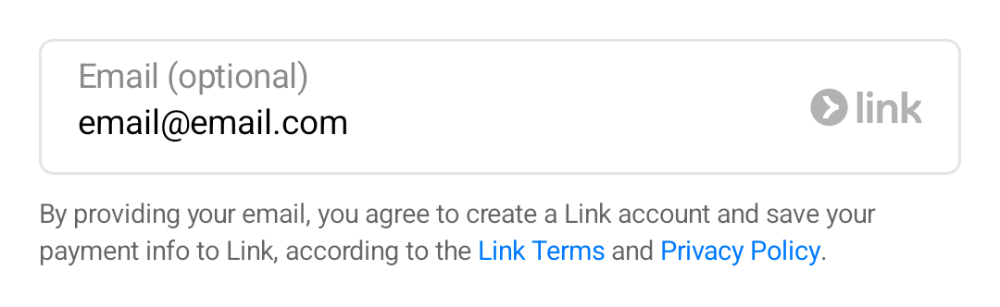 Email (optional)
email@email.com
link
By providing your email, you agree to create a Link account and save your
payment info to Link, according to the Link Terms and Privacy Policy.